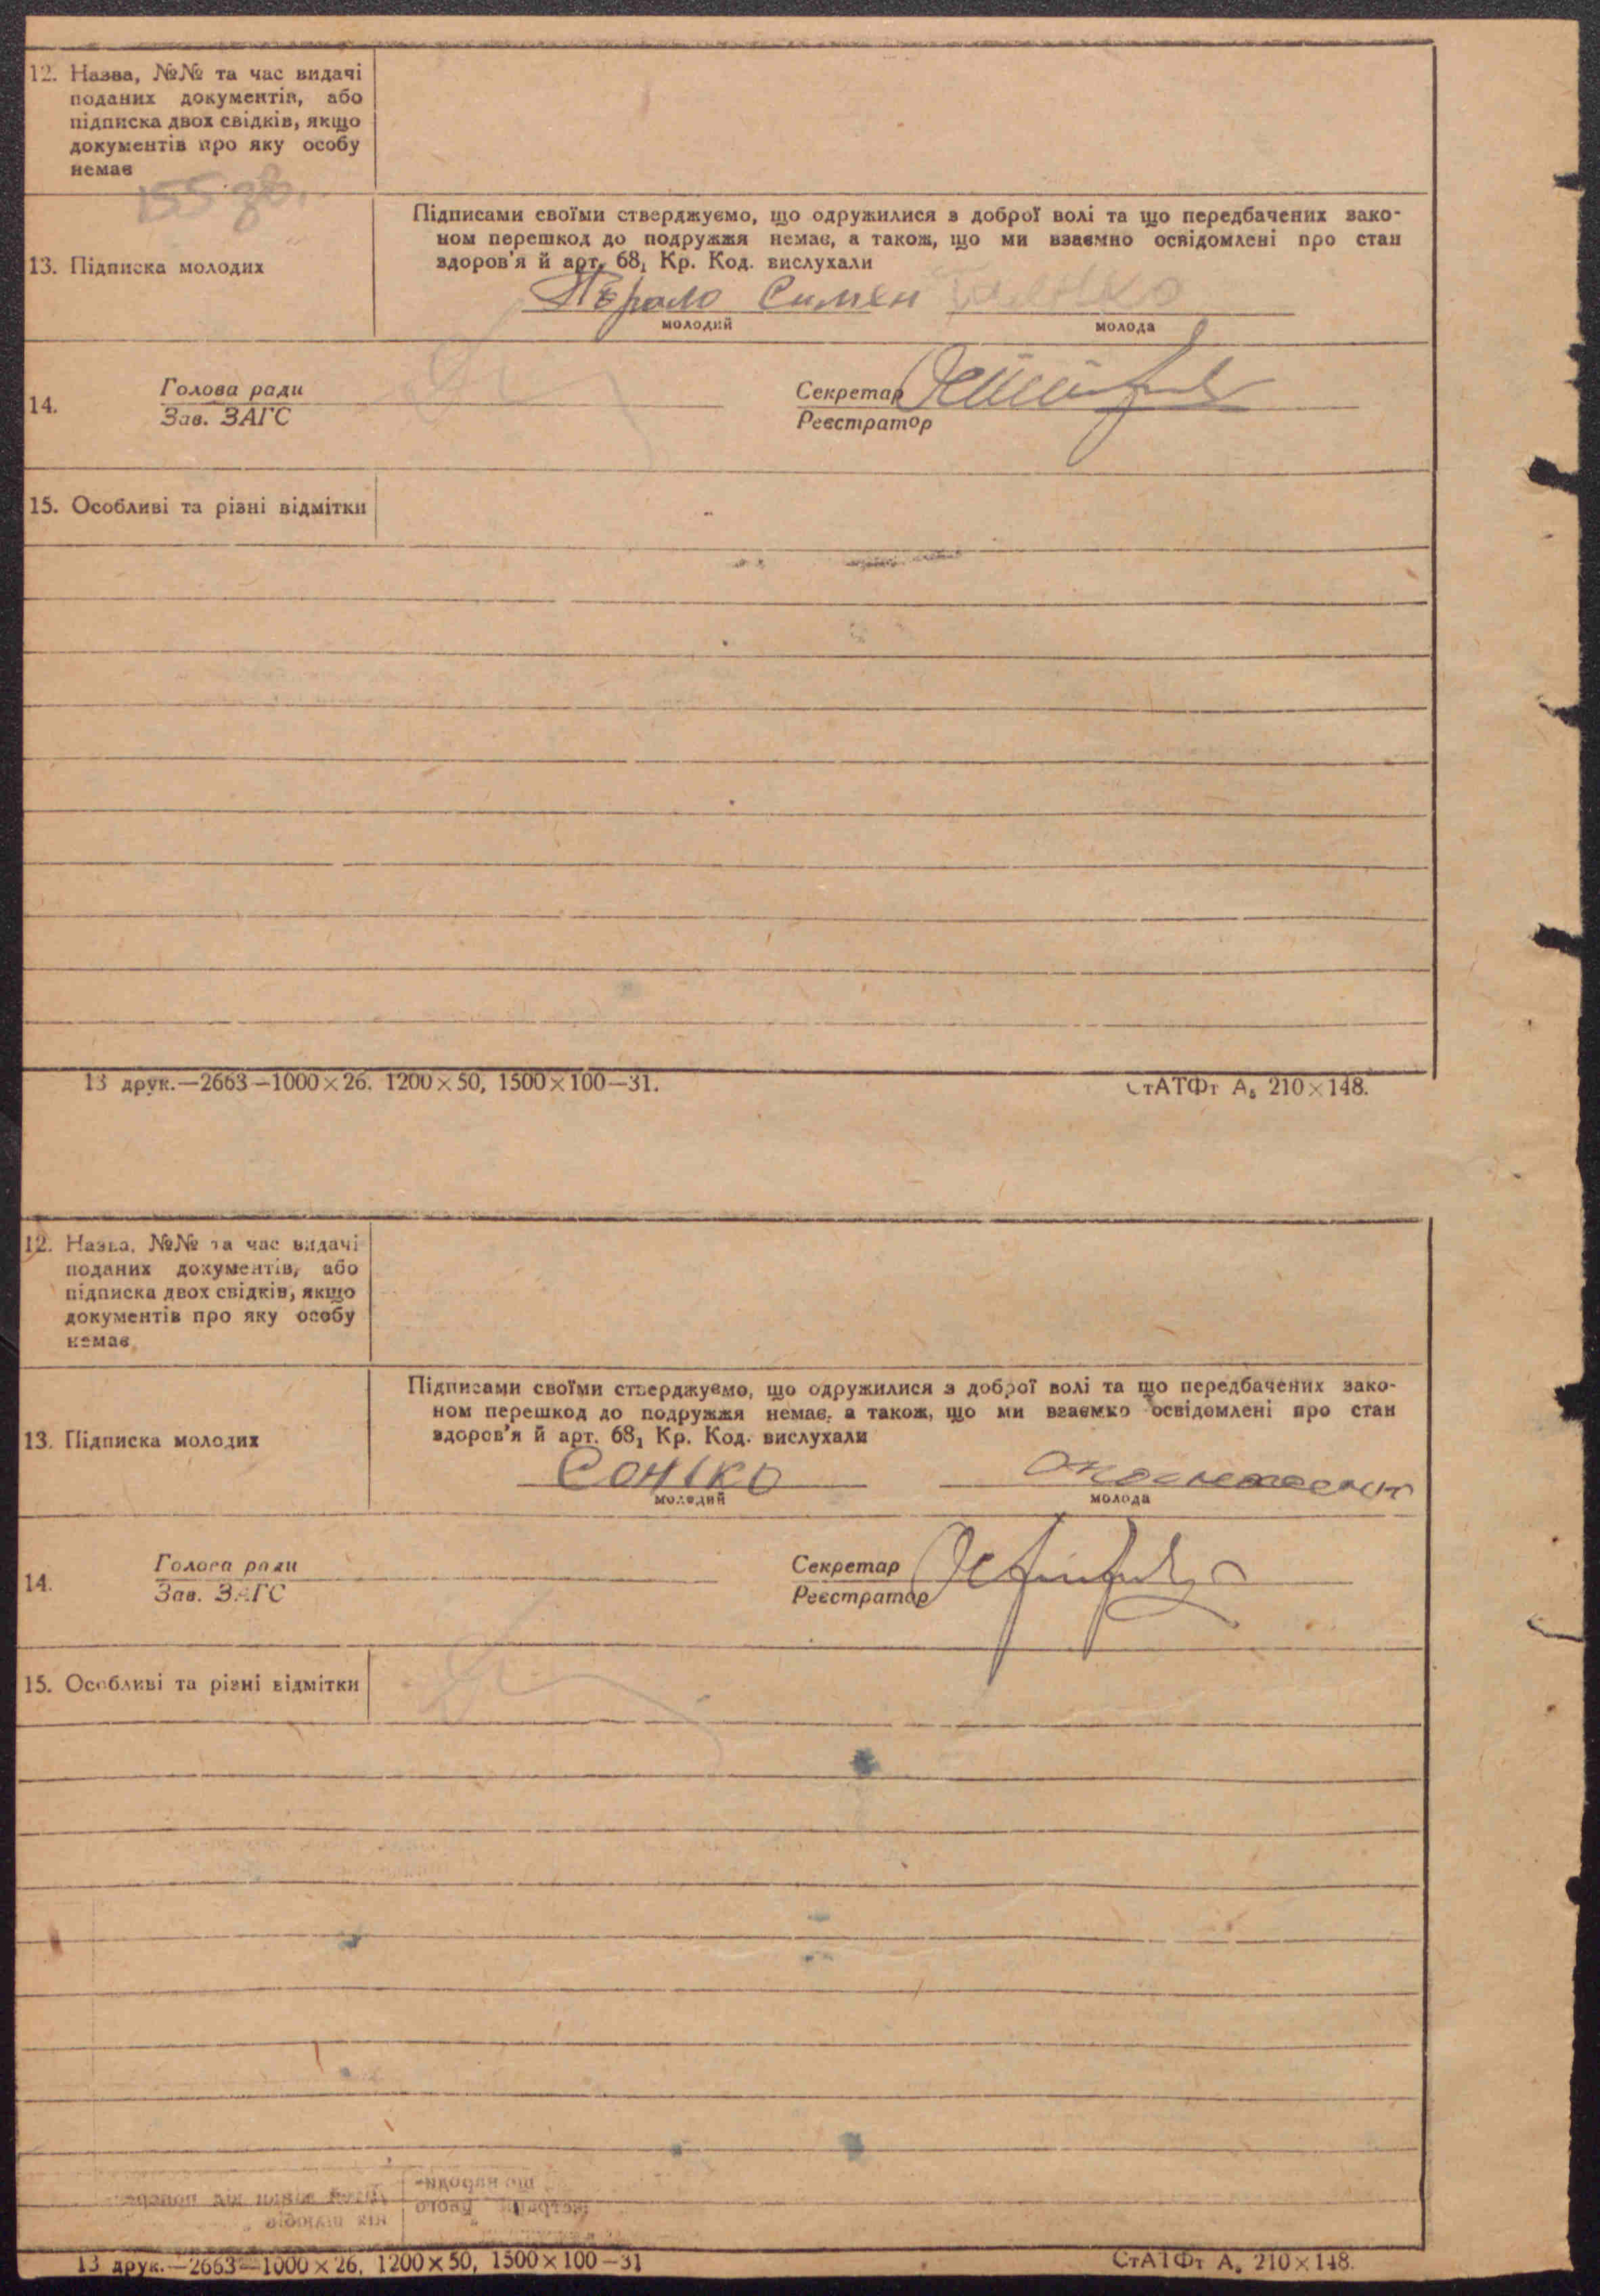 12. Назва, №№ та час видачі
поданих документів, або
підписка двох свідків, якщо
документів про яку особу
немає
155
Підписами своїми стверджуємо, що одружилися з доброї волі та що передбачених зако-
ном перешкод до подружжя немає, а також, що ми взаємно освідомлені про стан
здоров'я й арт. 68, Кр. Код. вислухали
13. Підписка молодих
Симен
молодий молода
14.
Голова ради
Зав. ЗАГС
Секретар
Реєстратор
15. Особливі та різні відмітки
13 друк.—2663—1000×26. 1200×50, 1500×100—31. СтАТФт А₅ 210×148.
12. Назва, №№ та час видачі
поданих документів, або
підписка двох свідків, якщо
документів про яку особу
немає
Підписами своїми стверджуємо, що одружилися з доброї волі та що передбачених зако-
ном перешкод до подружжя немає, а також, що ми взаємно освідомлені про стан
здоров'я й арт. 68₁ Кр. Код. вислухали
13. Підписка молодих
Сонько
молодий молода
14.
Голова ради
Зав. ЗАГС
Секретар
Реєстратор
15. Особливі та різні відмітки
13 друк.—2663—1000×26. 1200×50, 1500×100—31 СтАТФт А₅ 210×148.